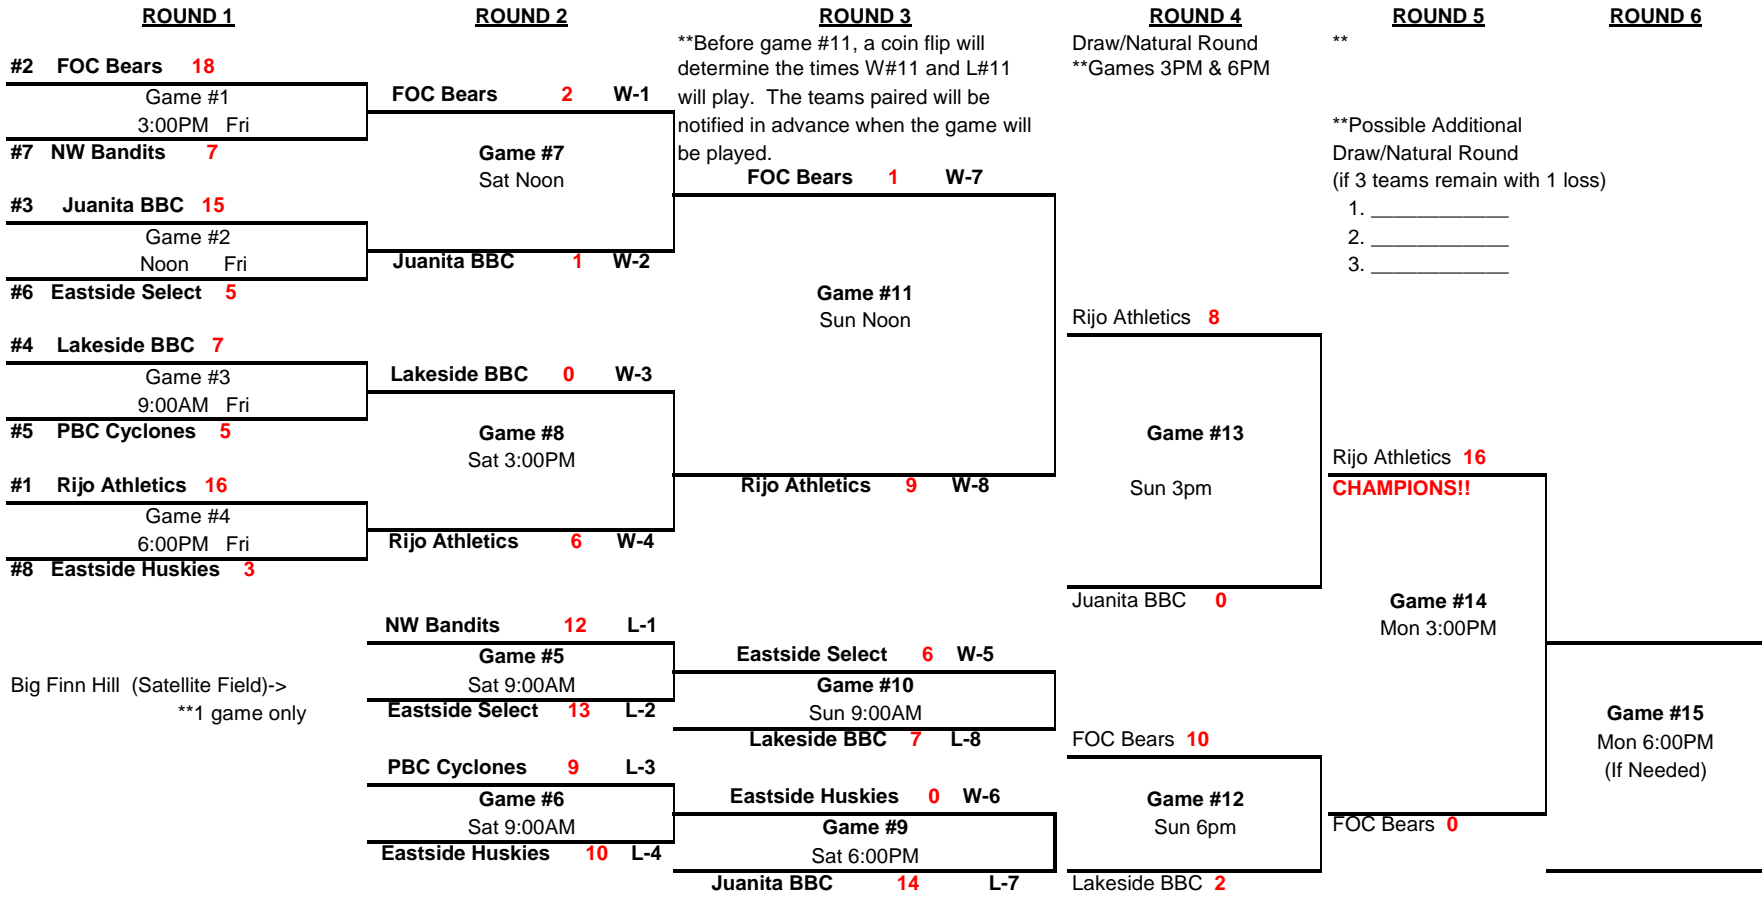 ROUND 1
#2 FOC Bears 18
Game #1
3:00PM Fri
#7 NW Bandits 7
#3 Juanita BBC 15
Game #2
Noon Fri
#6 Eastside Select 5
#4 Lakeside BBC 7
Game #3
9:00AM Fri
#5 PBC Cyclones 5
#1 Rijo Athletics 16
Game #4
6:00PM Fri
#8 Eastside Huskies 3
Big Finn Hill (Satellite Field)->
**1 game only
ROUND 2
FOC Bears 2 W-1
Game #7
Sat Noon
Juanita BBC 1 W-2
Lakeside BBC 0 W-3
Game #8
Sat 3:00PM
Rijo Athletics 6 W-4
NW Bandits 12 L-1
Game #5
Sat 9:00AM
Eastside Select 13 L-2
PBC Cyclones 9 L-3
Game #6
Sat 9:00AM
Eastside Huskies 10 L-4
ROUND 3
**Before game #11, a coin flip will
determine the times W#11 and L#11
will play. The teams paired will be
notified in advance when the game will
be played.
FOC Bears 1 W-7
Game #11
Sun Noon
Rijo Athletics 9 W-8
Eastside Select 6 W-5
Game #10
Sun 9:00AM
Lakeside BBC 7 L-8
Eastside Huskies 0 W-6
Game #9
Sat 6:00PM
Juanita BBC 14 L-7
ROUND 4
Draw/Natural Round
**Games 3PM & 6PM
Rijo Athletics 8
Game #13
Sun 3pm
Juanita BBC 0
FOC Bears 10
Game #12
Sun 6pm
Lakeside BBC 2
ROUND 5
**
**Possible Additional
Draw/Natural Round
(if 3 teams remain with 1 loss)
1. ____________
2. ____________
3. ____________
Rijo Athletics 16
CHAMPIONS!!
Game #14
Mon 3:00PM
FOC Bears 0
ROUND 6
Game #15
Mon 6:00PM
(If Needed)